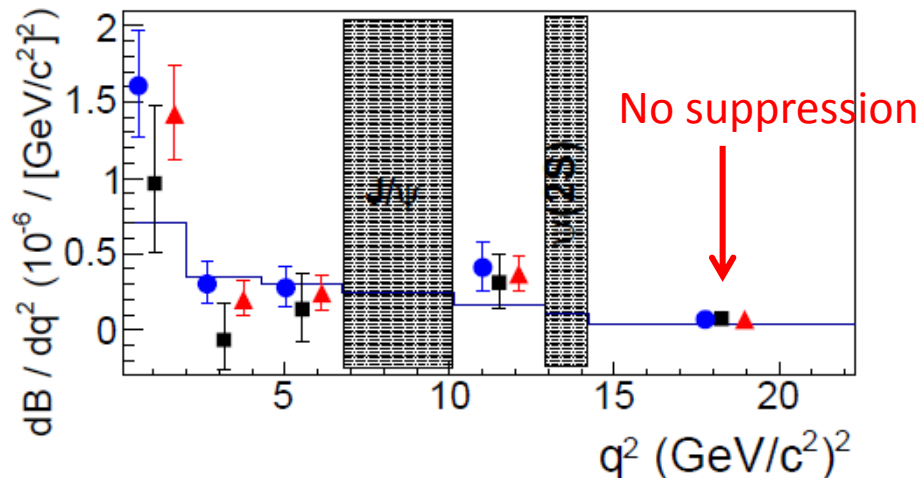 dB / dq² (10⁻⁶ / [GeV/c²]²
2
1.5
1
0.5
0
J/ψ
ψ(2S)
No suppression
5
10
15
20
q² (GeV/c²)²